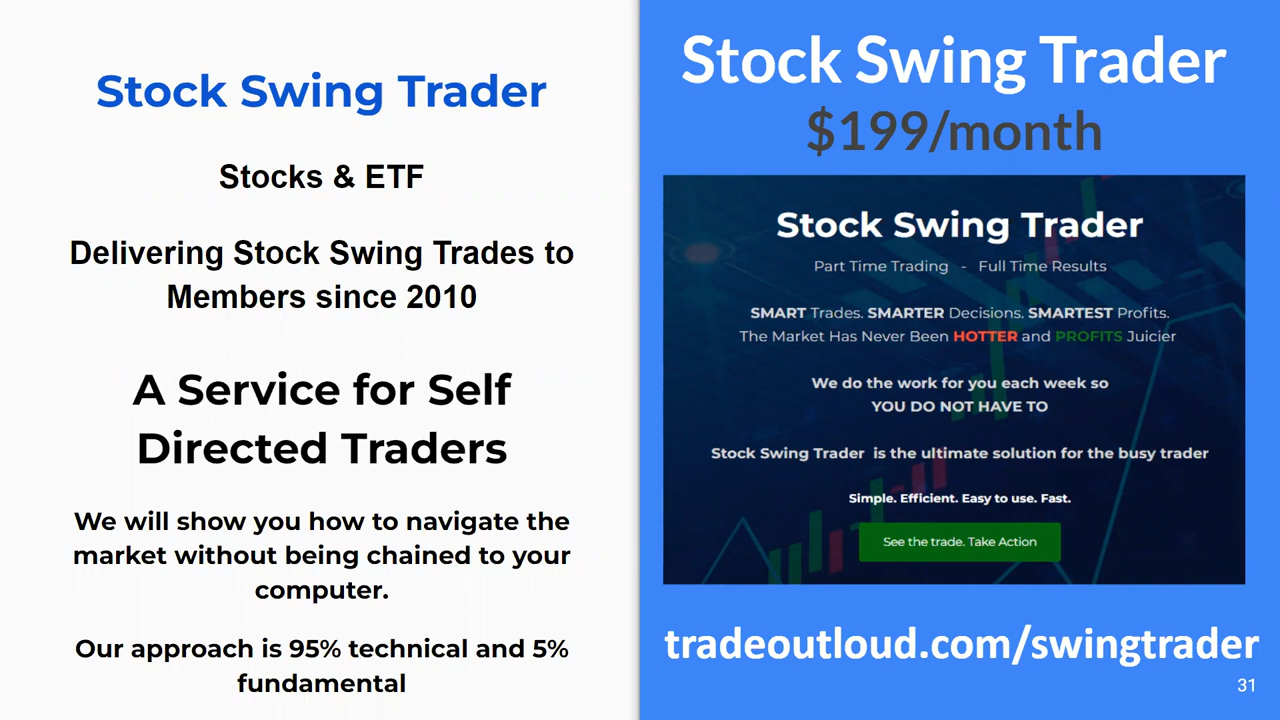 Stock Swing Trader
Stocks & ETF
Delivering Stock Swing Trades to
Members since 2010
A Service for Self
Directed Traders
We will show you how to navigate the
market without being chained to your
computer.
Our approach is 95% technical and 5%
fundamental
Stock Swing Trader
$199/month
Stock Swing Trader
Part Time Trading - Full Time Results
SMART Trades. SMARTER Decisions. SMARTEST Profits.
The Market Has Never Been HOTTER and PROFITS Juicier
We do the work for you each week so
YOU DO NOT HAVE TO
Stock Swing Trader is the ultimate solution for the busy trader
Simple. Efficient. Easy to use. Fast.
See the trade. Take Action
tradeoutloud.com/swingtrader
31